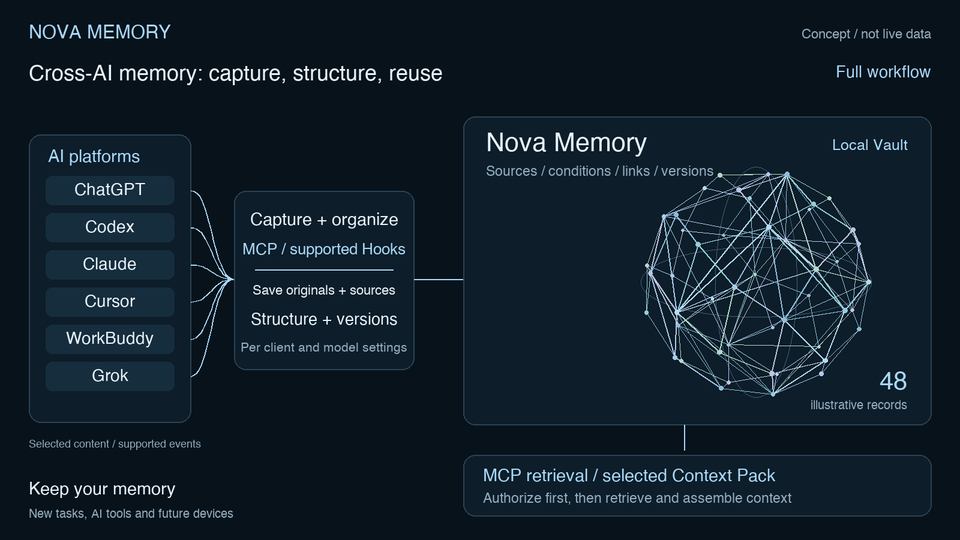 NOVA MEMORY
Concept / not live data
Cross-AI memory: capture, structure, reuse
Full workflow
AI platforms
ChatGPT
Codex
Claude
Cursor
WorkBuddy
Grok
Selected content / supported events
Keep your memory
New tasks, AI tools and future devices
Capture + organize
MCP / supported Hooks
Save originals + sources
Structure + versions
Per client and model settings
Nova Memory
Local Vault
Sources / conditions / links / versions
48
illustrative records
MCP retrieval / selected Context Pack
Authorize first, then retrieve and assemble context